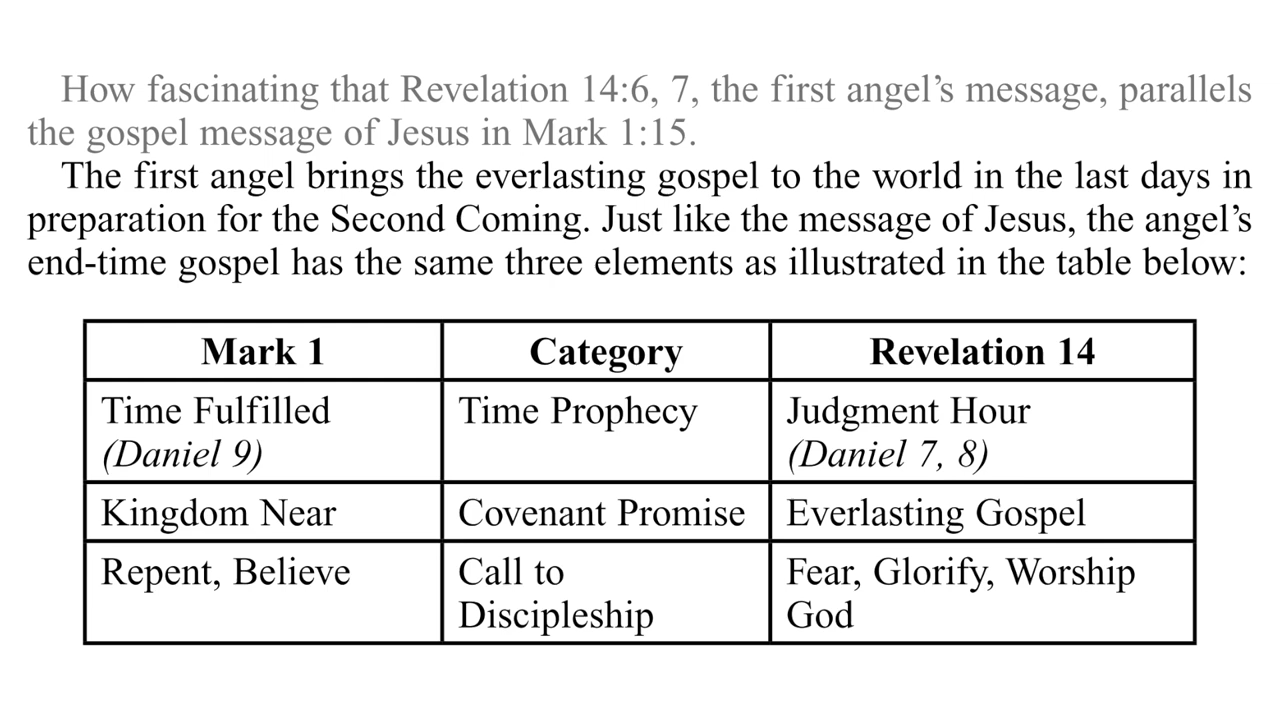 How fascinating that Revelation 14:6, 7, the first angel’s message, parallels
the gospel message of Jesus in Mark 1:15.
The first angel brings the everlasting gospel to the world in the last days in
preparation for the Second Coming. Just like the message of Jesus, the angel’s
end-time gospel has the same three elements as illustrated in the table below:
Mark 1 Category Revelation 14
Time Fulfilled Time Prophecy Judgment Hour
(Daniel 9) (Daniel 7, 8)
Kingdom Near Covenant Promise Everlasting Gospel
Repent, Believe Call to Fear, Glorify, Worship
Discipleship God